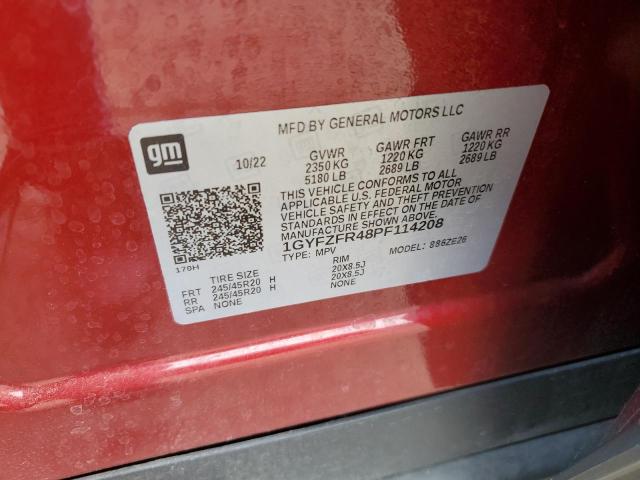 MFD BY GENERAL MOTORS LLC
gm
10/22 GVWR GAWR FRT GAWR RR
2350 KG 1220 KG 1220 KG
5180 LB 2689 LB 2689 LB
THIS VEHICLE CONFORMS TO ALL
APPLICABLE U.S. FEDERAL MOTOR
VEHICLE SAFETY AND THEFT PREVENTION
STANDARDS IN EFFECT ON THE DATE OF
MANUFACTURE SHOWN ABOVE.
1GYFZFR48PF114208
TYPE: MPV MODEL:
179H
TIRE SIZE RIM
FRT 245/45R20 H 20X8.5J
RR 245/45R20 H 20X8.5J
SPA NONE NONE